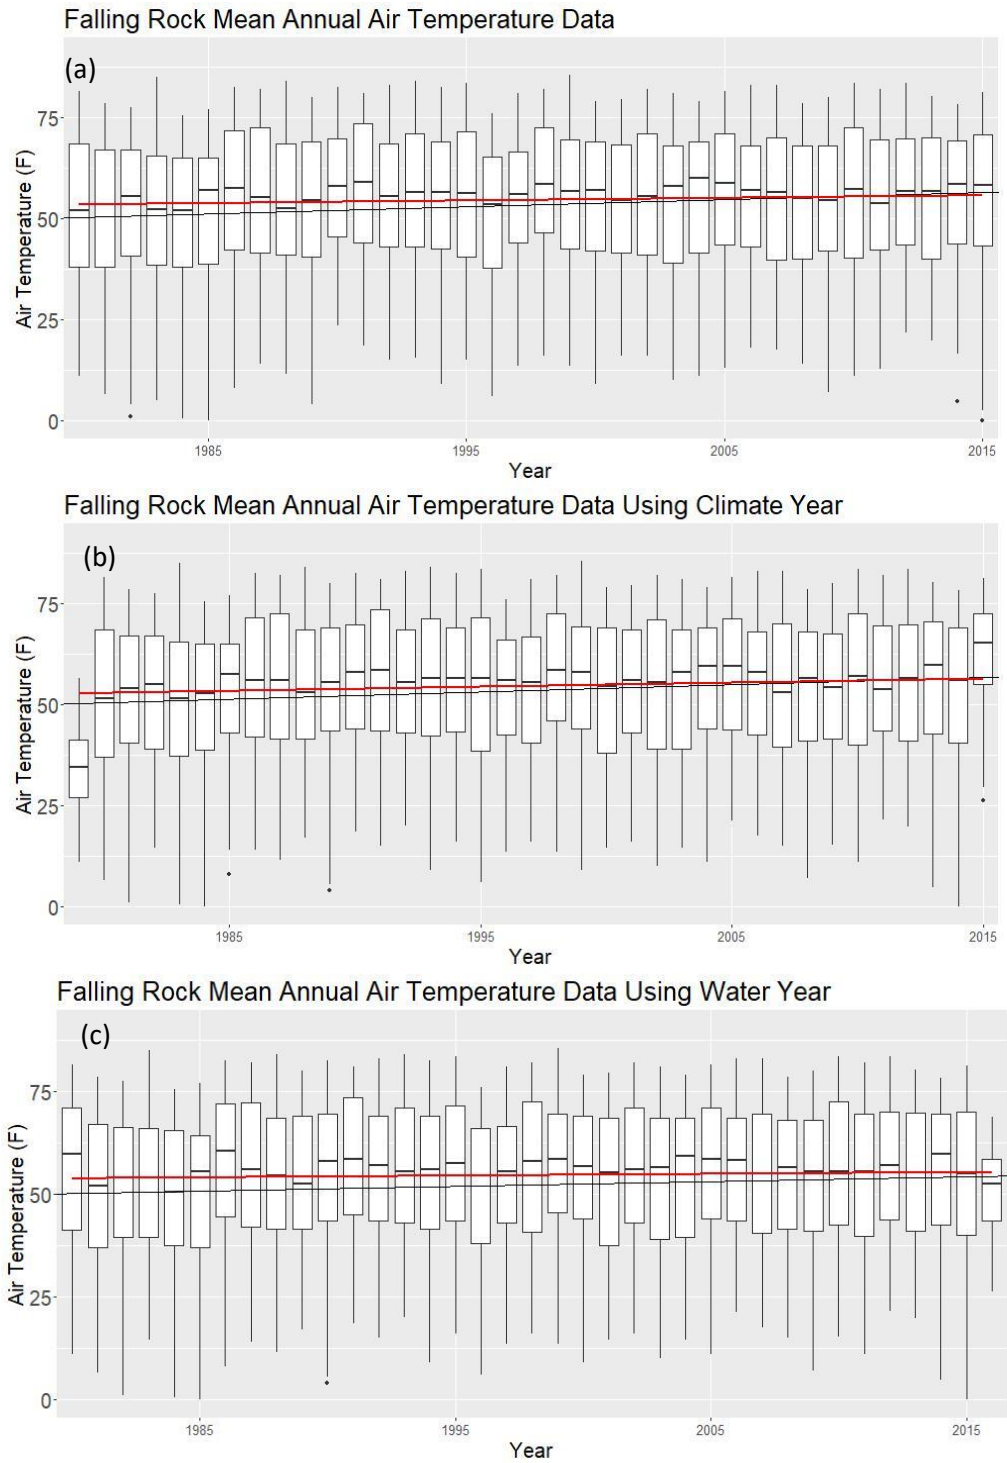 Falling Rock Mean Annual Air Temperature Data
(a)
Air Temperature (F)
75
50
25
0
1985 1995 2005 2015
Year
Falling Rock Mean Annual Air Temperature Data Using Climate Year
(b)
Air Temperature (F)
75
50
25
0
1985 1995 2005 2015
Year
Falling Rock Mean Annual Air Temperature Data Using Water Year
(c)
Air Temperature (F)
75
50
25
0
1985 1995 2005 2015
Year